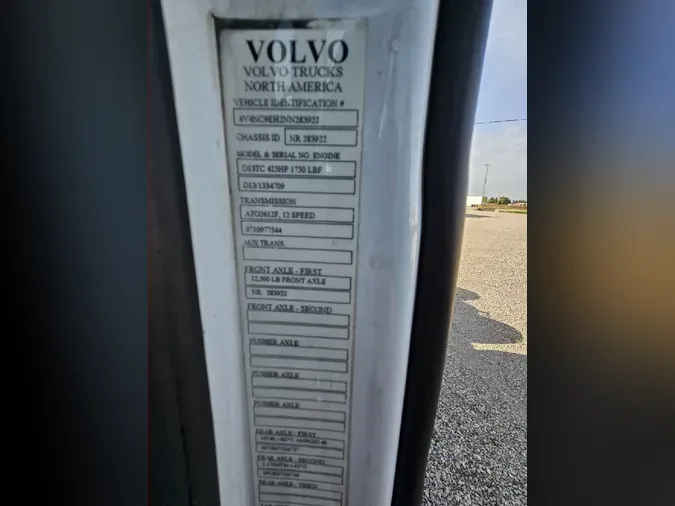 VOLVO
VOLVO TRUCKS
NORTH AMERICA
VEHICLE IDENTIFICATION #
4V4NC9EH2NN283922
CHASSIS ID NR 283922
MODEL & SERIAL NO. ENGINE
D13TC 425HP 1750 LBF
D13/1334709
TRANSMISSION
ATO2612F, 12 SPEED
0710977544
AUX TRANS.
FRONT AXLE - FIRST
12,500 LB FRONT AXLE
NR 283922
FRONT AXLE - SECOND
PUSHER AXLE
PUSHER AXLE
PUSHER AXLE
REAR AXLE - FIRST
REAR AXLE - SECOND
REAR AXLE - THIRD